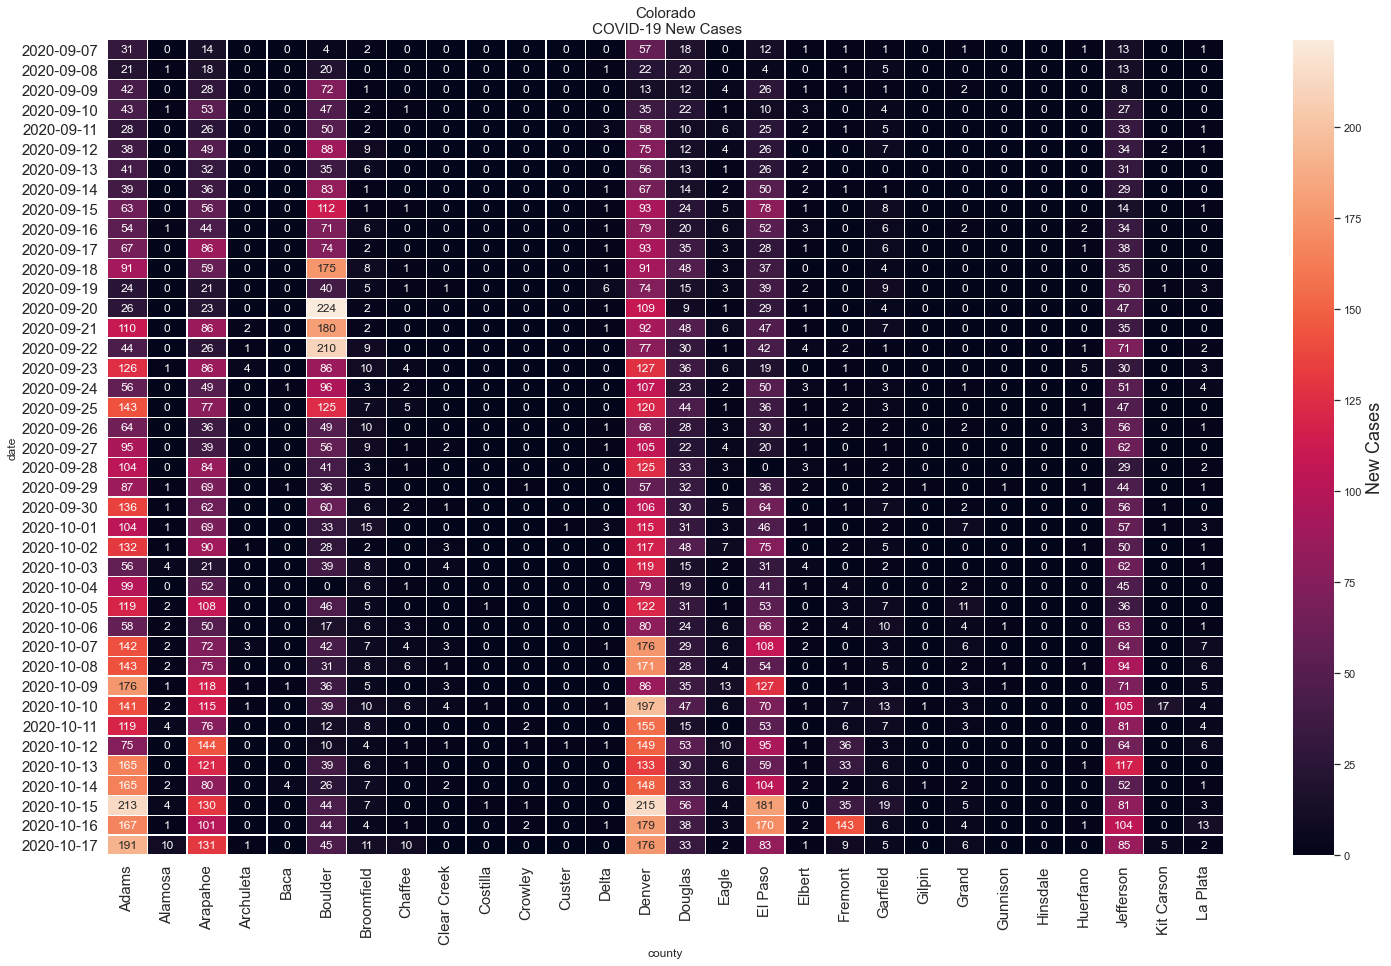 Colorado
COVID-19 New Cases
2020-09-07 31 0 14 0 0 4 2 0 0 0 0 0 0 57 18 0 12 1 1 1 0 1 0 0 1 13 0 1
2020-09-08 21 1 18 0 0 20 0 0 0 0 0 0 1 22 20 0 4 0 1 5 0 0 0 0 0 13 0 0
2020-09-09 42 0 28 0 0 72 1 0 0 0 0 0 0 13 12 4 26 1 1 1 0 2 0 0 0 8 0 0
2020-09-10 43 1 53 0 0 47 2 1 0 0 0 0 0 35 22 1 10 3 0 4 0 0 0 0 0 27 0 0
2020-09-11 28 0 26 0 0 50 2 0 0 0 0 0 3 58 10 6 25 2 1 5 0 0 0 0 0 33 0 1
2020-09-12 38 0 49 0 0 88 9 0 0 0 0 0 0 75 12 4 26 0 0 7 0 0 0 0 0 34 2 1
2020-09-13 41 0 32 0 0 35 6 0 0 0 0 0 0 56 13 1 26 2 0 0 0 0 0 0 0 31 0 0
2020-09-14 39 0 36 0 0 83 1 0 0 0 0 0 1 67 14 2 50 2 1 1 0 0 0 0 0 29 0 0
2020-09-15 63 0 56 0 0 112 1 1 0 0 0 0 1 93 24 5 78 1 0 8 0 0 0 0 0 14 0 1
2020-09-16 54 1 44 0 0 71 6 0 0 0 0 0 1 79 20 6 52 3 0 6 0 2 0 0 2 34 0 0
2020-09-17 67 0 86 0 0 74 2 0 0 0 0 0 1 93 35 3 28 1 0 6 0 0 0 0 1 38 0 0
2020-09-18 91 0 59 0 0 175 8 1 0 0 0 0 1 91 48 3 37 0 0 4 0 0 0 0 0 35 0 0
2020-09-19 24 0 21 0 0 40 5 1 1 0 0 0 6 74 15 3 39 2 0 9 0 0 0 0 0 50 1 3
2020-09-20 26 0 23 0 0 224 2 0 0 0 0 0 0 109 9 1 29 1 0 4 0 0 0 0 0 47 0 0
2020-09-21 110 0 86 2 0 180 2 0 0 0 0 0 1 92 48 6 47 1 0 7 0 0 0 0 0 35 0 0
2020-09-22 44 0 26 1 0 210 9 0 0 0 0 0 0 77 30 1 42 4 2 1 0 0 0 0 0 71 0 2
2020-09-23 126 1 86 4 0 86 10 4 0 0 0 0 0 127 36 6 19 0 1 0 0 0 0 0 5 30 0 3
2020-09-24 56 0 49 0 1 96 3 2 0 0 0 0 0 107 23 2 50 3 1 3 0 1 0 0 0 51 0 4
2020-09-25 143 0 77 0 0 125 7 5 0 0 0 0 0 120 44 1 36 1 2 3 0 0 0 0 1 47 0 0
2020-09-26 64 0 36 0 0 49 10 0 0 0 0 0 1 66 28 3 30 1 2 2 0 2 0 0 3 56 0 1
2020-09-27 95 0 39 0 0 56 9 1 2 0 0 0 1 105 22 4 20 1 0 1 0 0 0 0 0 62 0 0
2020-09-28 104 0 84 0 0 41 3 1 0 0 0 0 0 125 33 3 0 3 1 2 0 0 0 0 0 29 0 2
2020-09-29 87 1 69 0 1 36 5 0 0 0 1 0 0 57 32 0 36 2 0 2 1 0 1 0 1 44 0 1
2020-09-30 136 1 62 0 0 60 6 2 1 0 0 0 0 106 30 5 64 0 1 7 0 2 0 0 0 56 1 0
2020-10-01 104 1 69 0 0 33 15 0 0 0 0 1 3 115 31 3 46 1 0 2 0 7 0 0 0 57 1 3
2020-10-02 132 1 90 1 0 28 2 0 3 0 0 0 0 117 48 7 75 0 2 5 0 0 0 0 1 50 0 1
2020-10-03 56 4 21 0 0 39 8 0 4 0 0 0 0 119 15 2 31 4 0 2 0 0 0 0 0 62 0 1
2020-10-04 99 0 52 0 0 0 6 1 0 0 0 0 0 79 19 0 41 1 4 0 0 2 0 0 0 45 0 0
2020-10-05 119 2 108 0 0 46 5 0 0 1 0 0 0 122 31 1 53 0 3 7 0 11 0 0 0 36 0 0
2020-10-06 58 2 50 0 0 17 6 3 0 0 0 0 0 80 24 6 66 2 4 10 0 4 1 0 0 63 0 1
2020-10-07 142 2 72 3 0 42 7 4 3 0 0 0 1 176 29 6 108 2 0 3 0 6 0 0 0 64 0 7
2020-10-08 143 2 75 0 0 31 8 6 1 0 0 0 0 171 28 4 54 0 1 5 0 2 1 0 1 94 0 6
2020-10-09 176 1 118 1 1 36 5 0 3 0 0 0 0 86 35 13 127 0 1 3 0 3 1 0 0 71 0 5
2020-10-10 141 2 115 1 0 39 10 6 4 1 0 0 1 197 47 6 70 1 7 13 1 3 0 0 0 105 17 4
2020-10-11 119 4 76 0 0 12 8 0 0 0 2 0 0 155 15 0 53 0 6 7 0 3 0 0 0 81 0 4
2020-10-12 75 0 144 0 0 10 4 1 1 0 1 1 1 149 53 10 95 1 36 3 0 0 0 0 0 64 0 6
2020-10-13 165 0 121 0 0 39 6 1 0 0 0 0 0 133 30 6 59 1 33 6 0 0 0 0 1 117 0 0
2020-10-14 165 2 80 0 4 26 7 0 2 0 0 0 0 148 33 6 104 2 2 6 1 2 0 0 0 52 0 1
2020-10-15 213 4 130 0 0 44 7 0 0 1 1 0 0 215 56 4 181 0 35 19 0 5 0 0 0 81 0 3
2020-10-16 167 1 101 0 0 44 4 1 0 0 2 0 1 179 38 3 170 2 143 6 0 4 0 0 1 104 0 13
2020-10-17 191 10 131 1 0 45 11 10 0 0 0 0 0 176 33 2 83 1 9 5 0 6 0 0 0 85 5 2
Adams Alamosa Arapahoe Archuleta Baca Boulder Broomfield Chaffee Clear Creek Costilla Crowley Custer Delta Denver Douglas Eagle El Paso Elbert Fremont Garfield Gilpin Grand Gunnison Hinsdale Huerfano Jefferson Kit Carson La Plata
county
date
200
175
150
125
100
75
50
25
0
New Cases